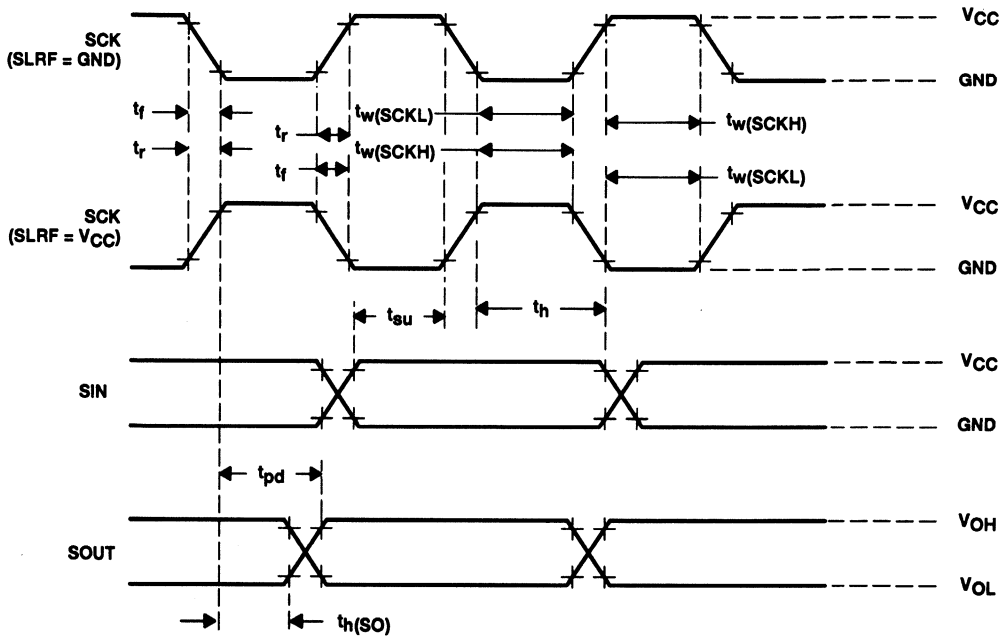 SCK
(SLRF = GND)
VCC
GND
tf
tr
tr
tf
tw(SCKL)
tw(SCKH)
tw(SCKH)
tw(SCKL)
SCK
(SLRF = VCC)
VCC
GND
tsu
th
SIN
VCC
GND
tpd
SOUT
VOH
VOL
th(SO)